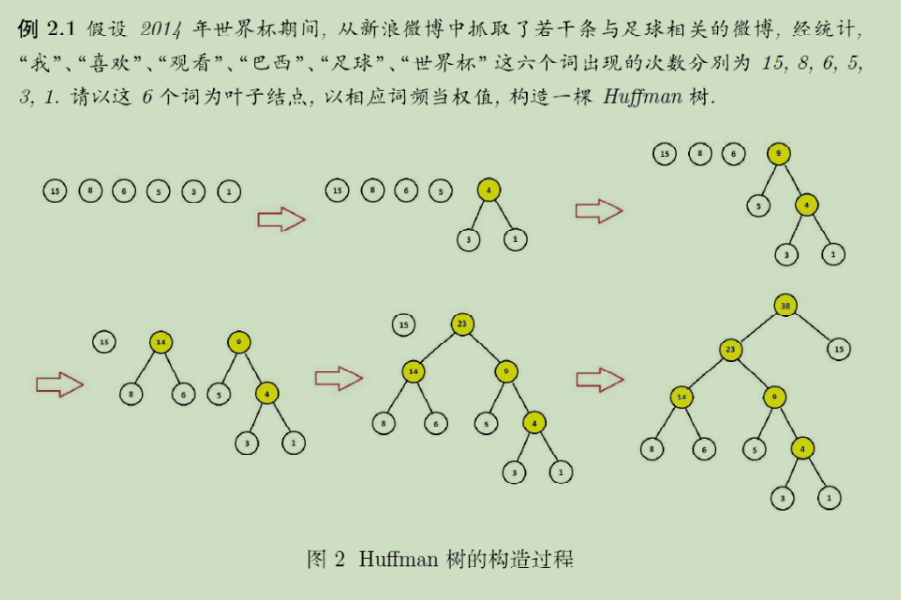 例 2.1 假设 2014 年世界杯期间, 从新浪微博中抓取了若干条与足球相关的微博, 经统计,
“我”、“喜欢”、“观看”、“巴西”、“足球”、“世界杯” 这六个词出现的次数分别为 15, 8, 6, 5,
3, 1. 请以这 6 个词为叶子结点, 以相应词频当权值, 构造一棵 Huffman 树.
15 8 6 5 3 1
15 8 6 5 4
3 1
15 8 6 9
5 4
3 1
15 14 9
8 6 5 4
3 1
15 23
14 9
8 6 5 4
3 1
38
23 15
14 9
8 6 5 4
3 1
图 2 Huffman 树的构造过程